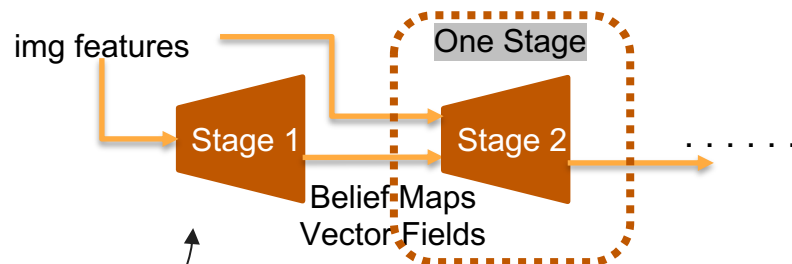 One Stage
img features
Stage 1
Stage 2
. . . . . .
Belief Maps
Vector Fields